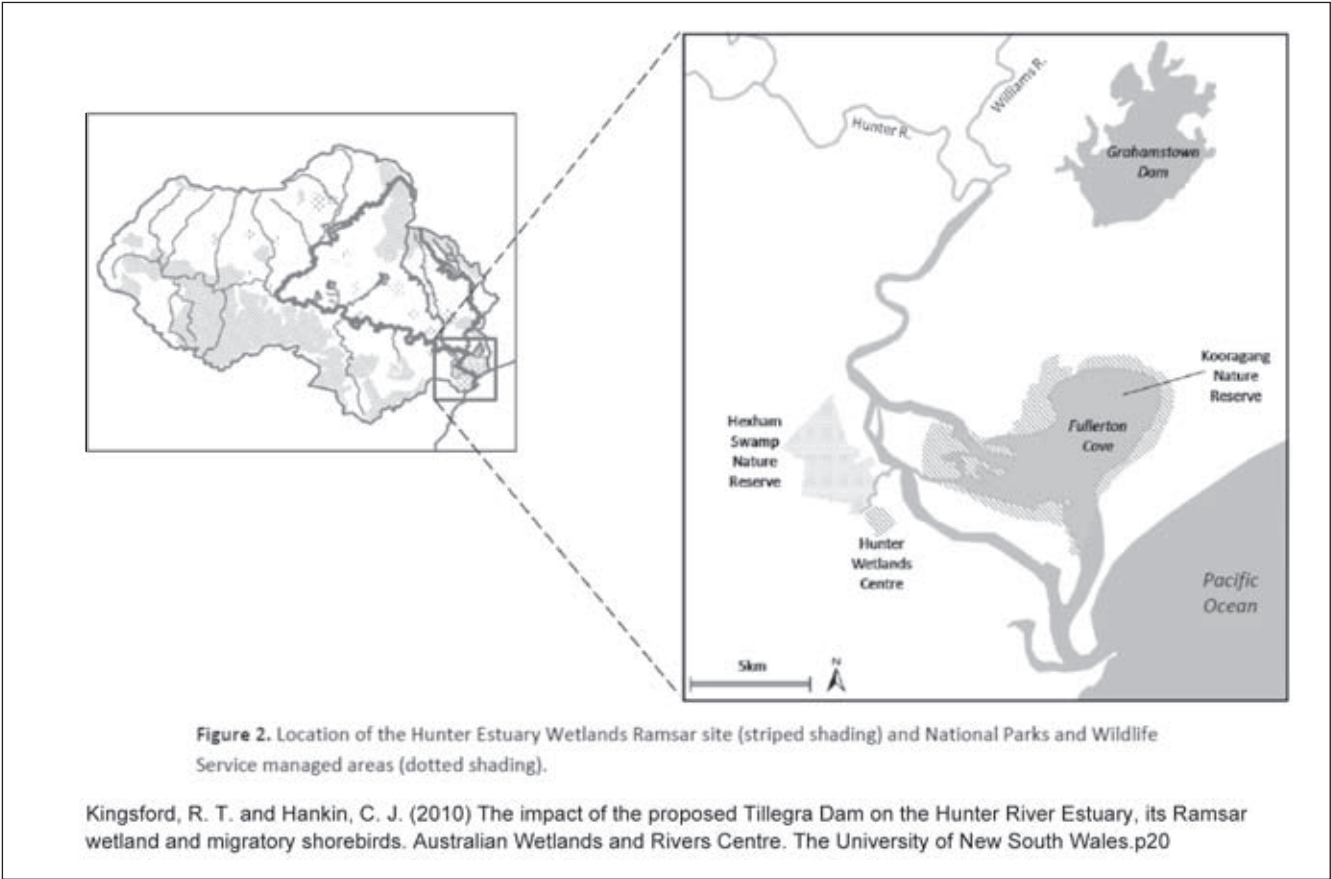 Williams R.
Hunter R.
Grahamstown
Dam
Kooragang
Nature
Reserve
Fullerton
Cove
Hexham
Swamp
Nature
Reserve
Hunter
Wetlands
Centre
Pacific
Ocean
5km
N
Figure 2. Location of the Hunter Estuary Wetlands Ramsar site (striped shading) and National Parks and Wildlife
Service managed areas (dotted shading).
Kingsford, R. T. and Hankin, C. J. (2010) The impact of the proposed Tillegra Dam on the Hunter River Estuary, its Ramsar
wetland and migratory shorebirds. Australian Wetlands and Rivers Centre. The University of New South Wales.p20